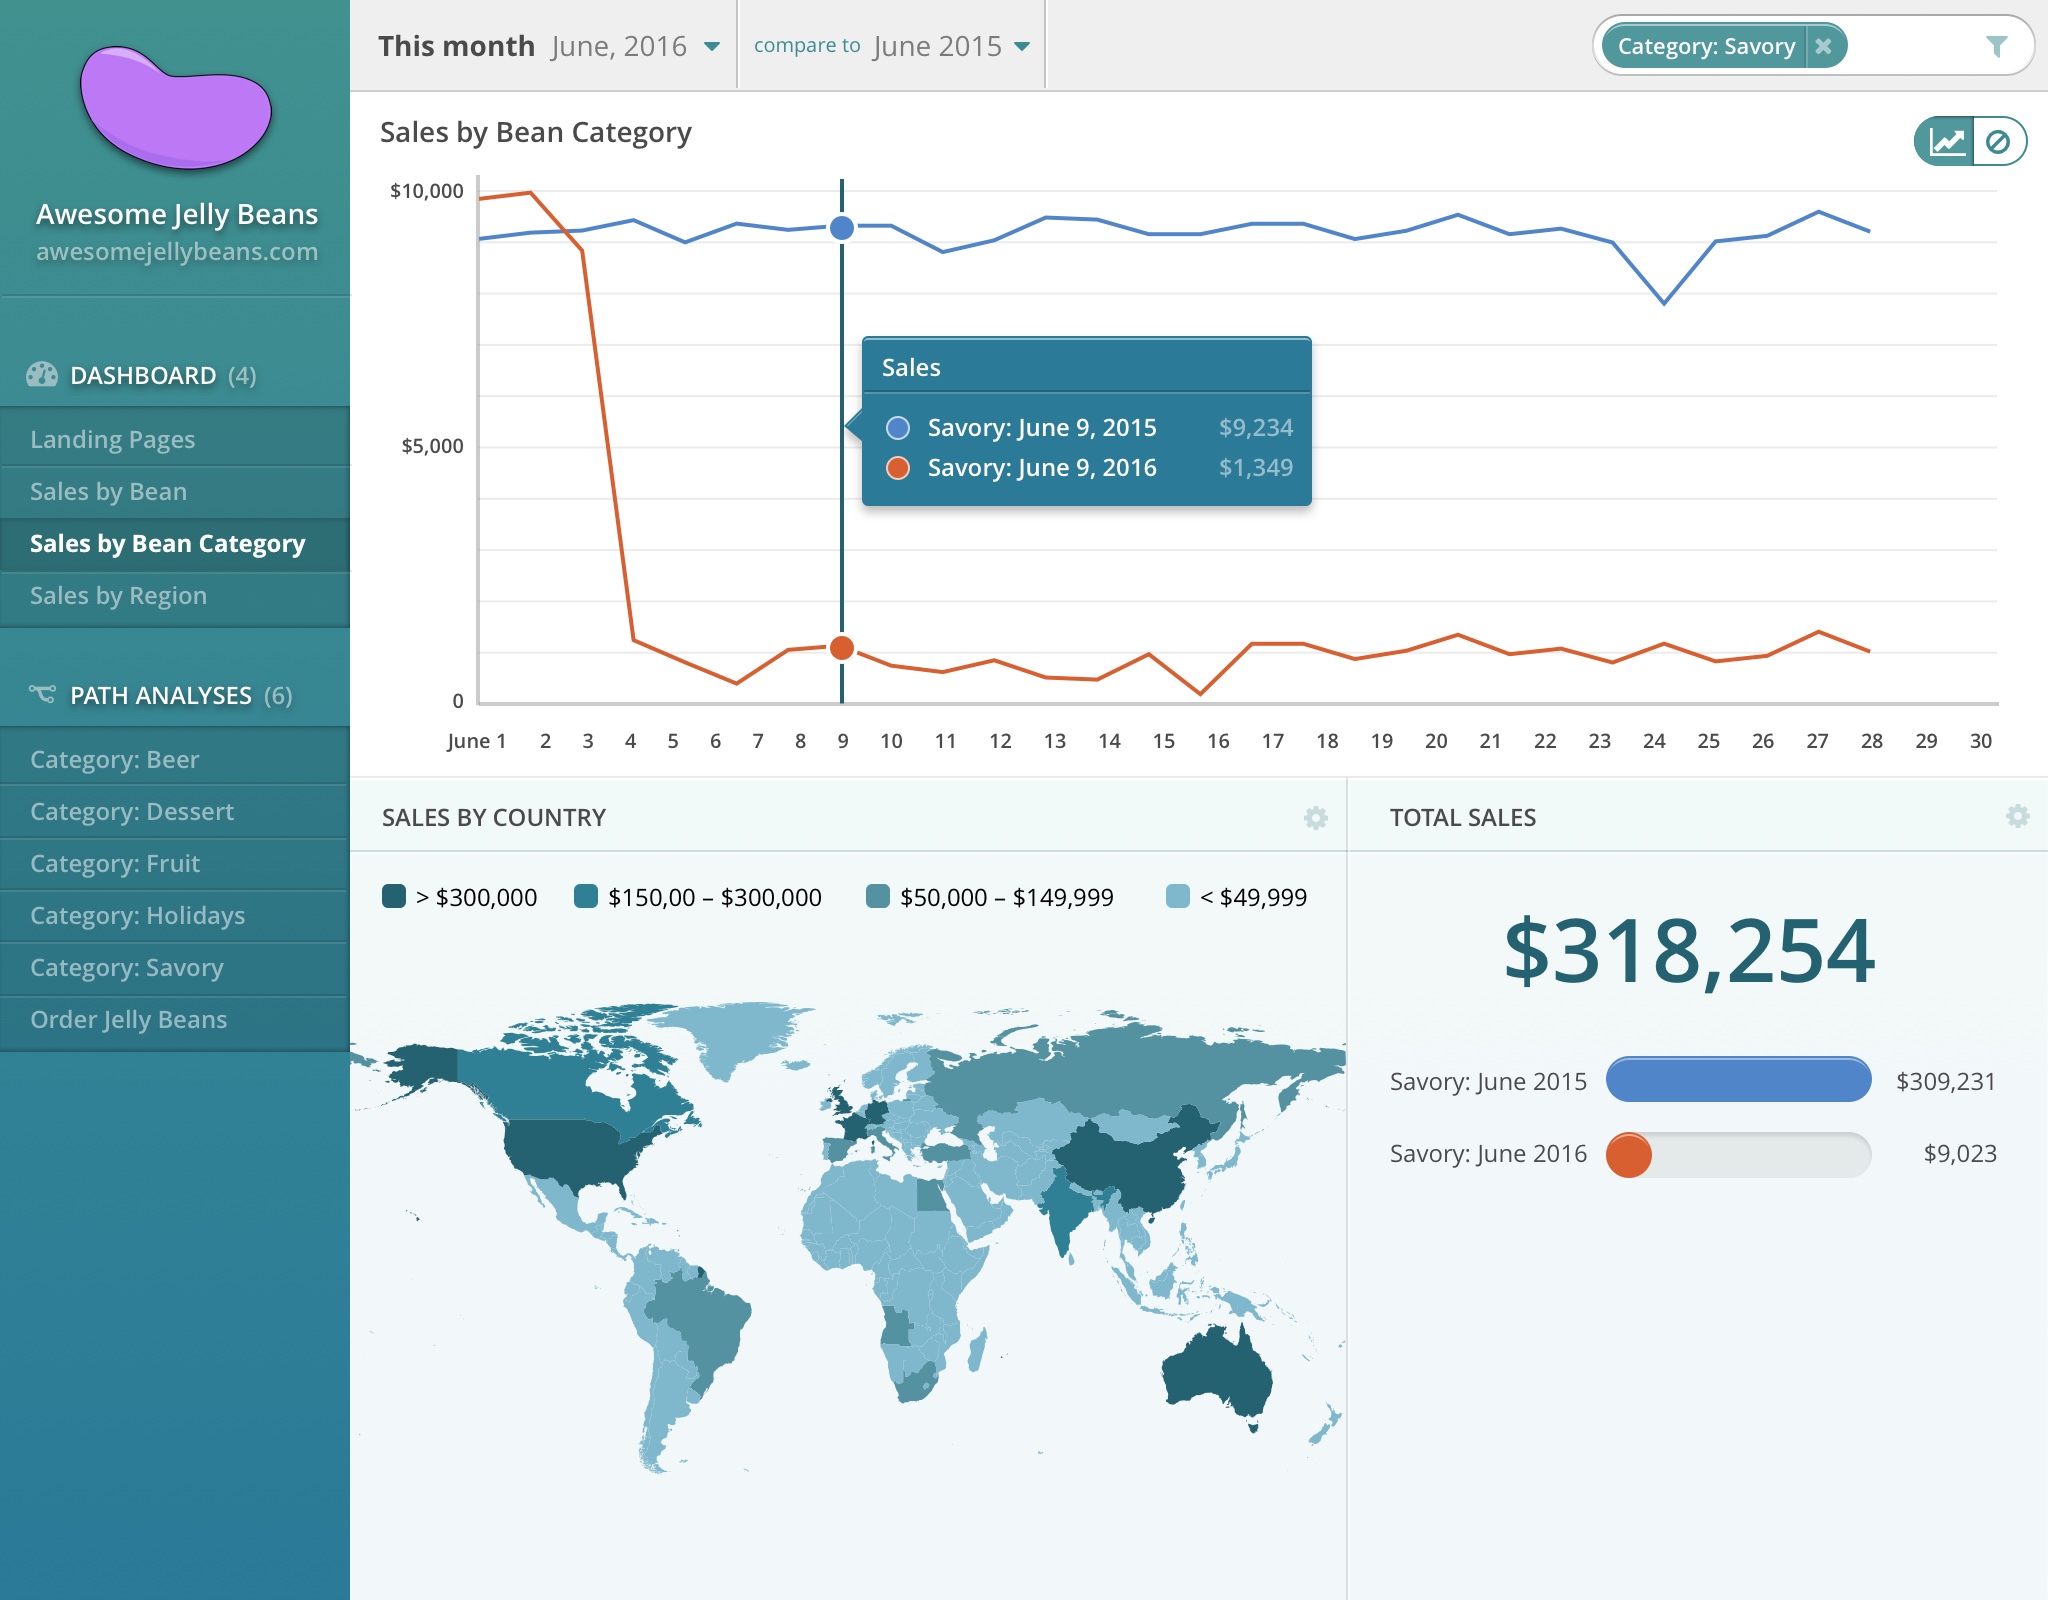 Awesome Jelly Beans
awesomejellybeans.com
DASHBOARD (4)
Landing Pages
Sales by Bean
Sales by Bean Category
Sales by Region
PATH ANALYSES (6)
Category: Beer
Category: Dessert
Category: Fruit
Category: Holidays
Category: Savory
Order Jelly Beans
This month June, 2016 compare to June 2015 Category: Savory
Sales by Bean Category
$10,000
$5,000
0
Sales
Savory: June 9, 2015 $9,234
Savory: June 9, 2016 $1,349
June 1 2 3 4 5 6 7 8 9 10 11 12 13 14 15 16 17 18 19 20 21 22 23 24 25 26 27 28 29 30
SALES BY COUNTRY
> $300,000 $150,00 – $300,000 $50,000 – $149,999 < $49,999
TOTAL SALES
$318,254
Savory: June 2015 $309,231
Savory: June 2016 $9,023